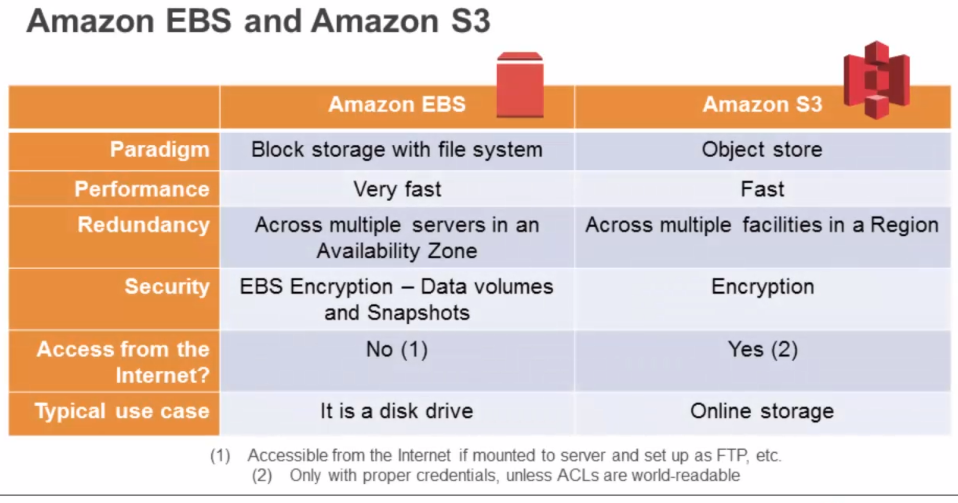 Amazon EBS and Amazon S3
Amazon EBS Amazon S3
Paradigm Block storage with file system Object store
Performance Very fast Fast
Redundancy Across multiple servers in an Across multiple facilities in a Region
Availability Zone
Security EBS Encryption – Data volumes Encryption
and Snapshots
Access from the No (1) Yes (2)
Internet?
Typical use case It is a disk drive Online storage
(1) Accessible from the Internet if mounted to server and set up as FTP, etc.
(2) Only with proper credentials, unless ACLs are world-readable